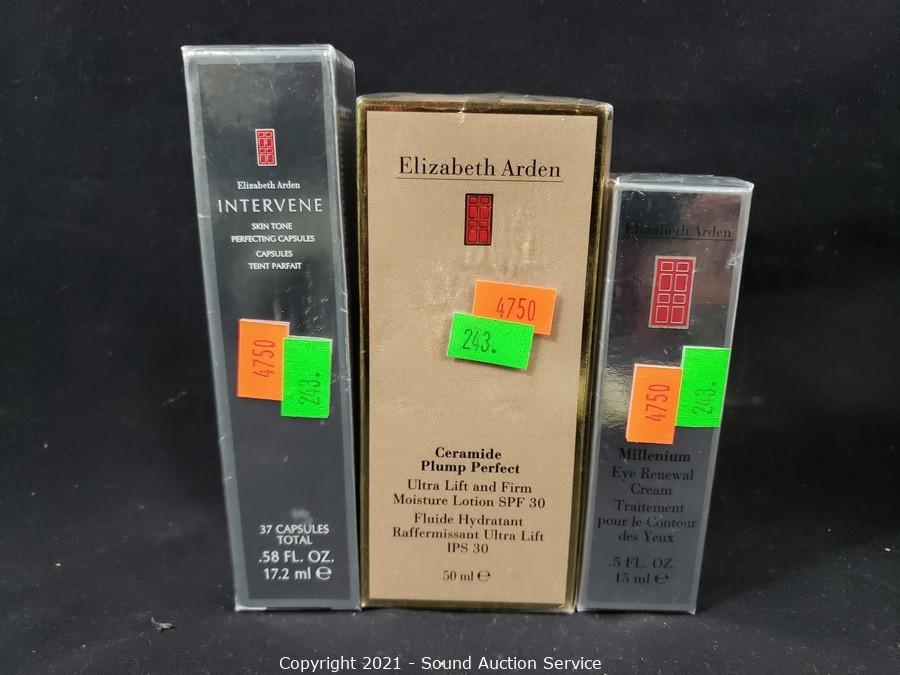 Elizabeth Arden
INTERVENE
SKIN TONE
PERFECTING CAPSULES
CAPSULES
TEINT PARFAIT
4750
243.
37 CAPSULES
TOTAL
.58 FL. OZ.
17.2 ml ℮
Elizabeth Arden
4750
243.
Ceramide
Plump Perfect
Ultra Lift and Firm
Moisture Lotion SPF 30
Fluide Hydratant
Raffermissant Ultra Lift
IPS 30
50 ml ℮
Elizabeth Arden
4750
243.
Millenium
Eye Renewal
Cream
Traitement
pour le Contour
des Yeux
.5 FL. OZ.
15 ml ℮
Copyright 2021 - Sound Auction Service